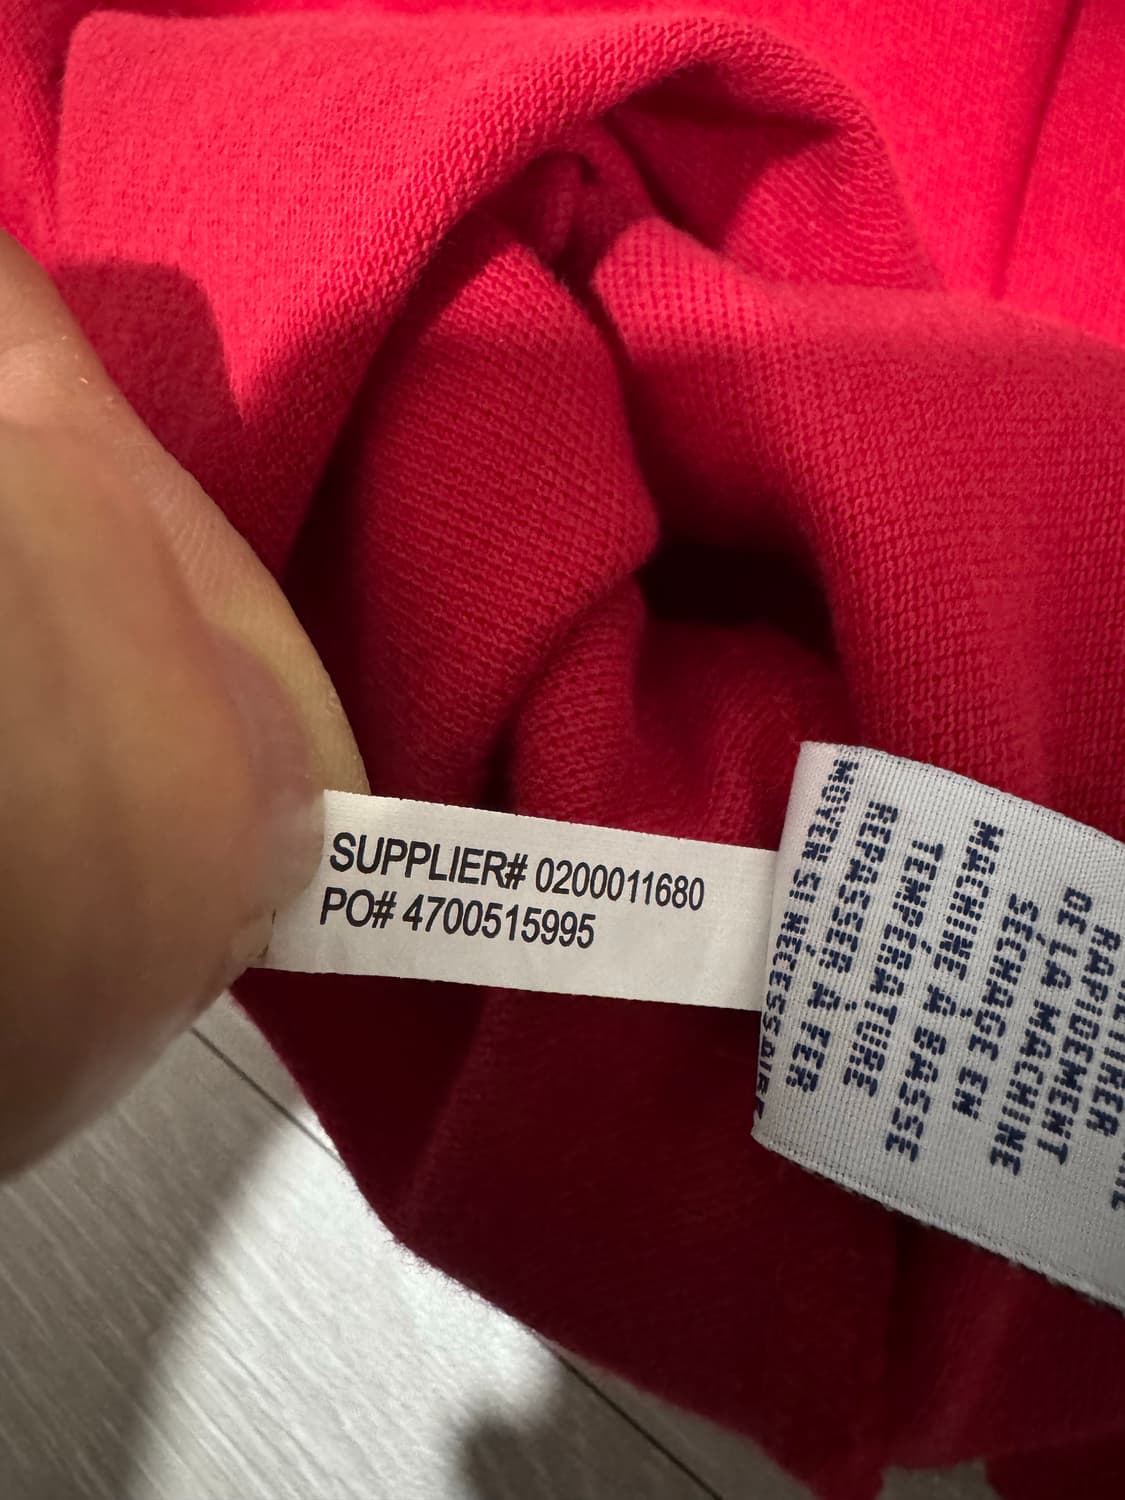 SUPPLIER# 0200011680
PO# 4700515995
RAPIDEMENT
DE LA MACHINE
SÉCHAGE EN
MACHINE À BASSE
TEMPÉRATURE
REPASSER À FER
MOYEN SI NÉCESSAIRE